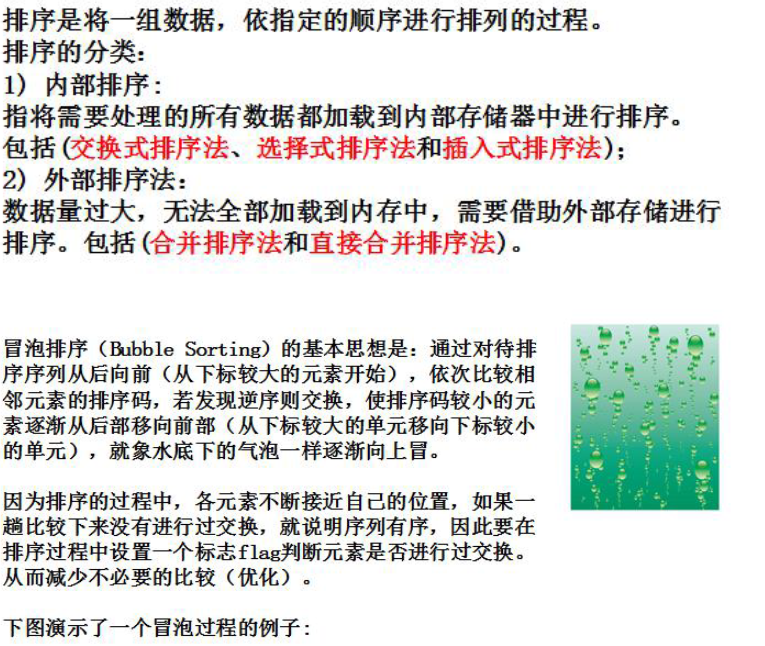 排序是将一组数据，依指定的顺序进行排列的过程。
排序的分类：
1) 内部排序:
指将需要处理的所有数据都加载到内部存储器中进行排序。
包括(交换式排序法、选择式排序法和插入式排序法)；
2) 外部排序法：
数据量过大，无法全部加载到内存中，需要借助外部存储进行
排序。包括(合并排序法和直接合并排序法)。
冒泡排序（Bubble Sorting）的基本思想是：通过对待排
序序列从后向前（从下标较大的元素开始），依次比较相
邻元素的排序码，若发现逆序则交换，使排序码较小的元
素逐渐从后部移向前部（从下标较大的单元移向下标较小
的单元），就象水底下的气泡一样逐渐向上冒。
因为排序的过程中，各元素不断接近自己的位置，如果一
趟比较下来没有进行过交换，就说明序列有序，因此要在
排序过程中设置一个标志flag判断元素是否进行过交换。
从而减少不必要的比较（优化）。
下图演示了一个冒泡过程的例子：